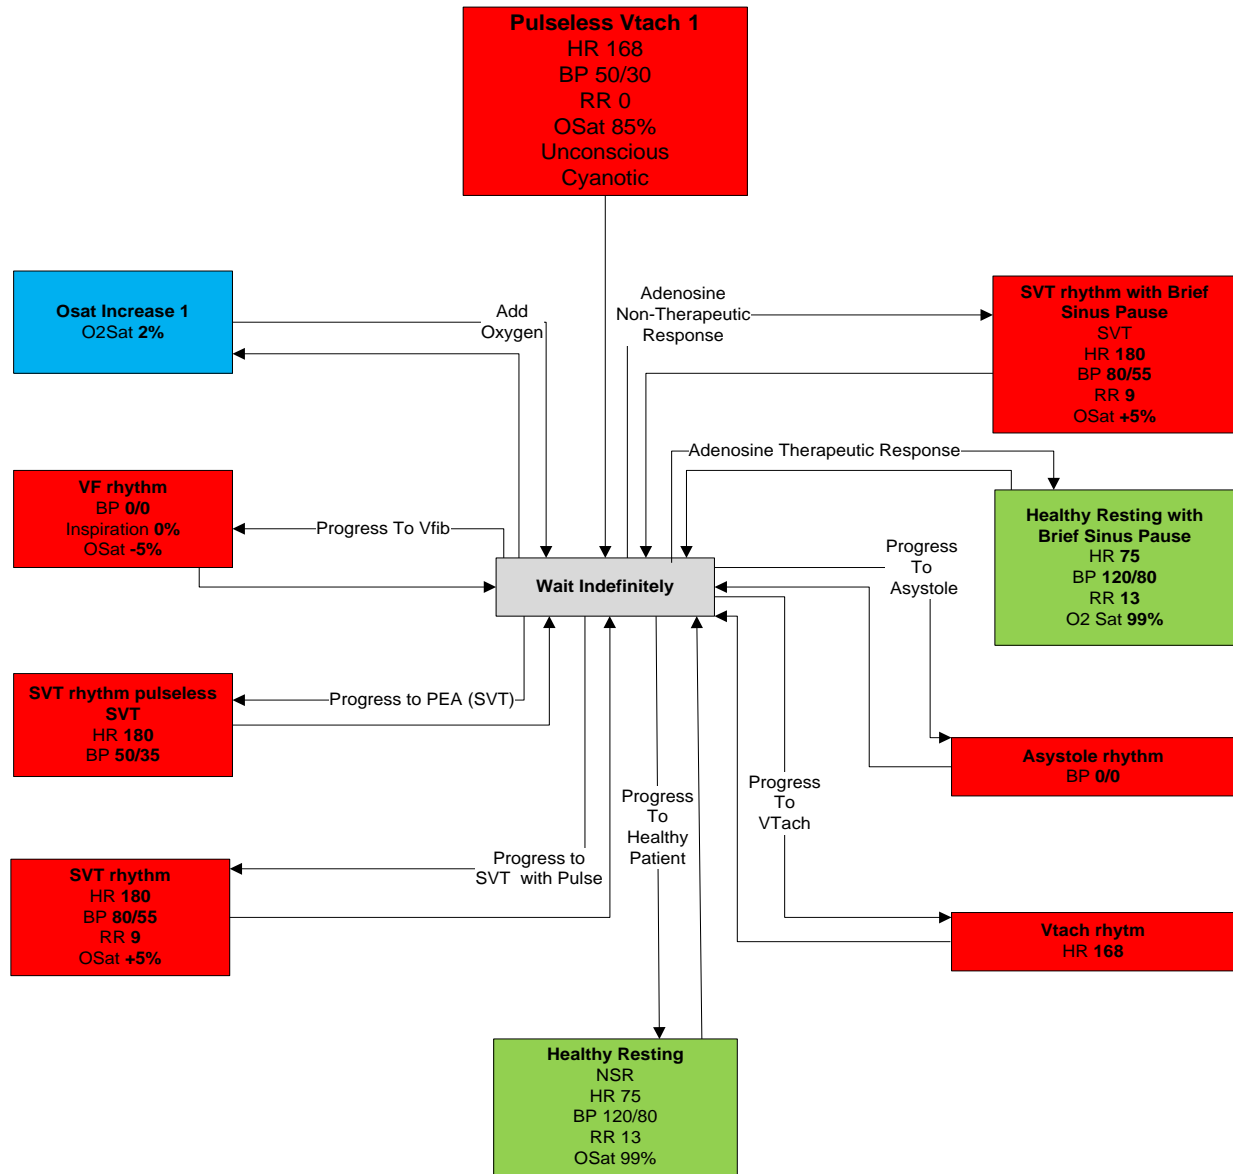 Pulseless Vtach 1
HR 168
BP 50/30
RR 0
OSat 85%
Unconscious
Cyanotic
Osat Increase 1
O2Sat 2%
Add
Oxygen
Adenosine
Non-Therapeutic
Response
SVT rhythm with Brief
Sinus Pause
SVT
HR 180
BP 80/55
RR 9
OSat +5%
Adenosine Therapeutic Response
VF rhythm
BP 0/0
Inspiration 0%
OSat -5%
Progress To Vfib
Healthy Resting with
Brief Sinus Pause
HR 75
BP 120/80
RR 13
O2 Sat 99%
Wait Indefinitely
Progress
To
Asystole
SVT rhythm pulseless
SVT
HR 180
BP 50/35
Progress to PEA (SVT)
Asystole rhythm
BP 0/0
Progress
To
Healthy
Patient
Progress
To
VTach
SVT rhythm
HR 180
BP 80/55
RR 9
OSat +5%
Progress to
SVT with Pulse
Vtach rhytm
HR 168
Healthy Resting
NSR
HR 75
BP 120/80
RR 13
OSat 99%